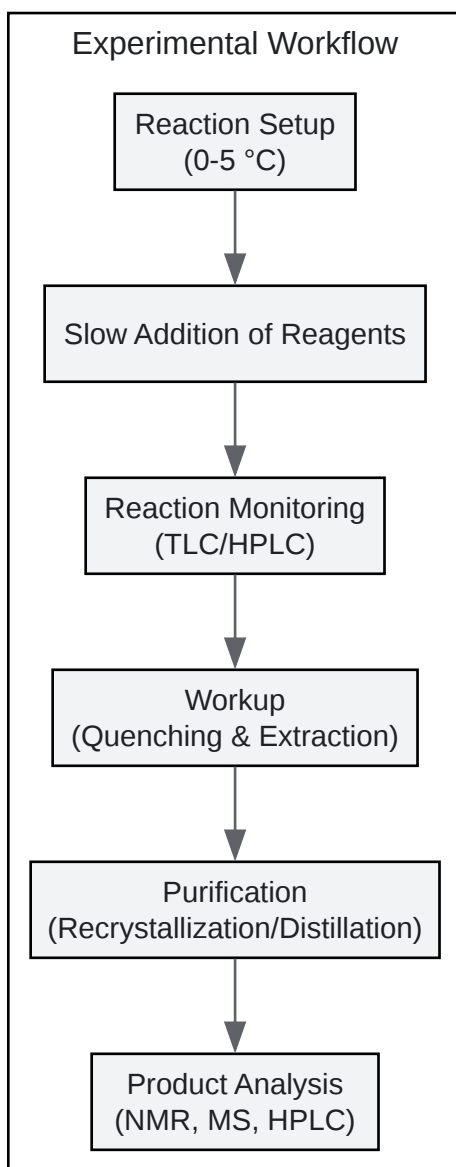 Experimental Workflow
Reaction Setup
(0-5 °C)
Slow Addition of Reagents
Reaction Monitoring
(TLC/HPLC)
Workup
(Quenching & Extraction)
Purification
(Recrystallization/Distillation)
Product Analysis
(NMR, MS, HPLC)